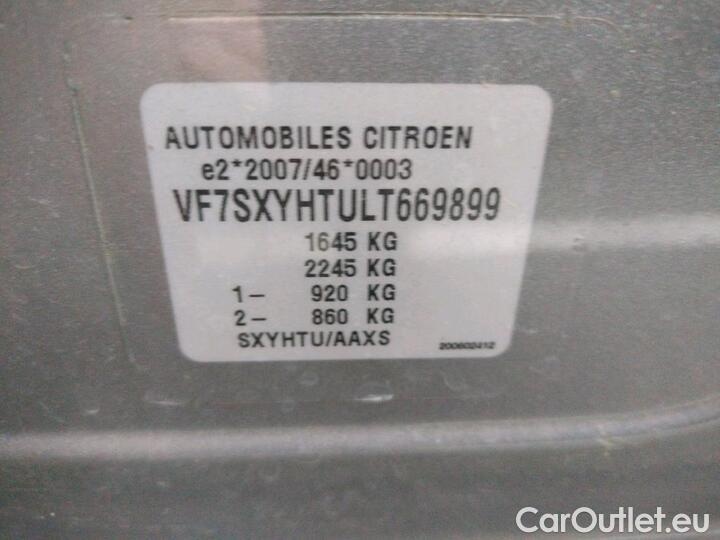 AUTOMOBILES CITROEN
e2*2007/46*0003
VF7SXYHTULT669899
1645 KG
2245 KG
1- 920 KG
2- 860 KG
SXYHTU/AAXS
200602412
CarOutlet.eu